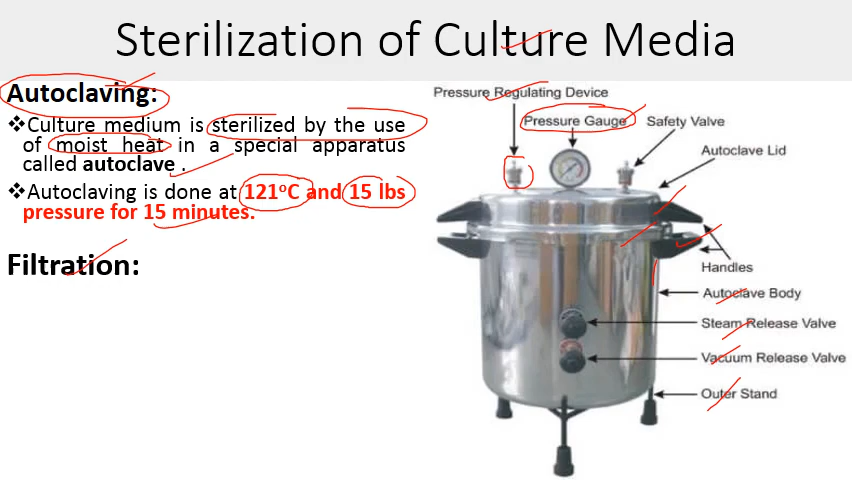 Sterilization of Culture Media
Autoclaving:
❖Culture medium is sterilized by the use
of moist heat in a special apparatus
called autoclave .
❖Autoclaving is done at 121°C and 15 lbs
pressure for 15 minutes.
Filtration:
Pressure Regulating Device
Pressure Gauge
Safety Valve
Autoclave Lid
Handles
Autoclave Body
Steam Release Valve
Vacuum Release Valve
Outer Stand